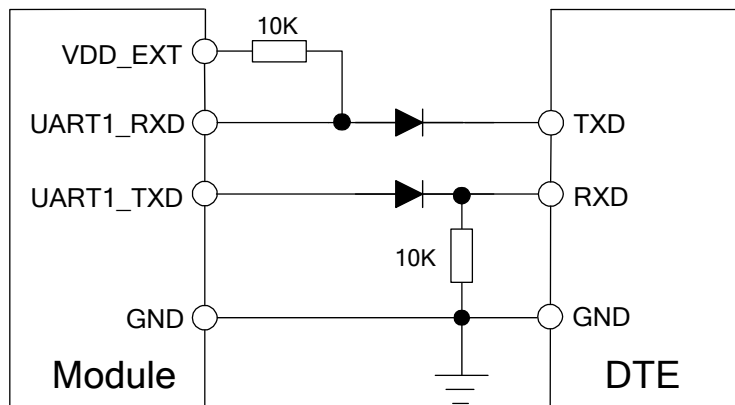 10K
VDD_EXT
UART1_RXD
TXD
UART1_TXD
RXD
10K
GND
GND
Module
DTE